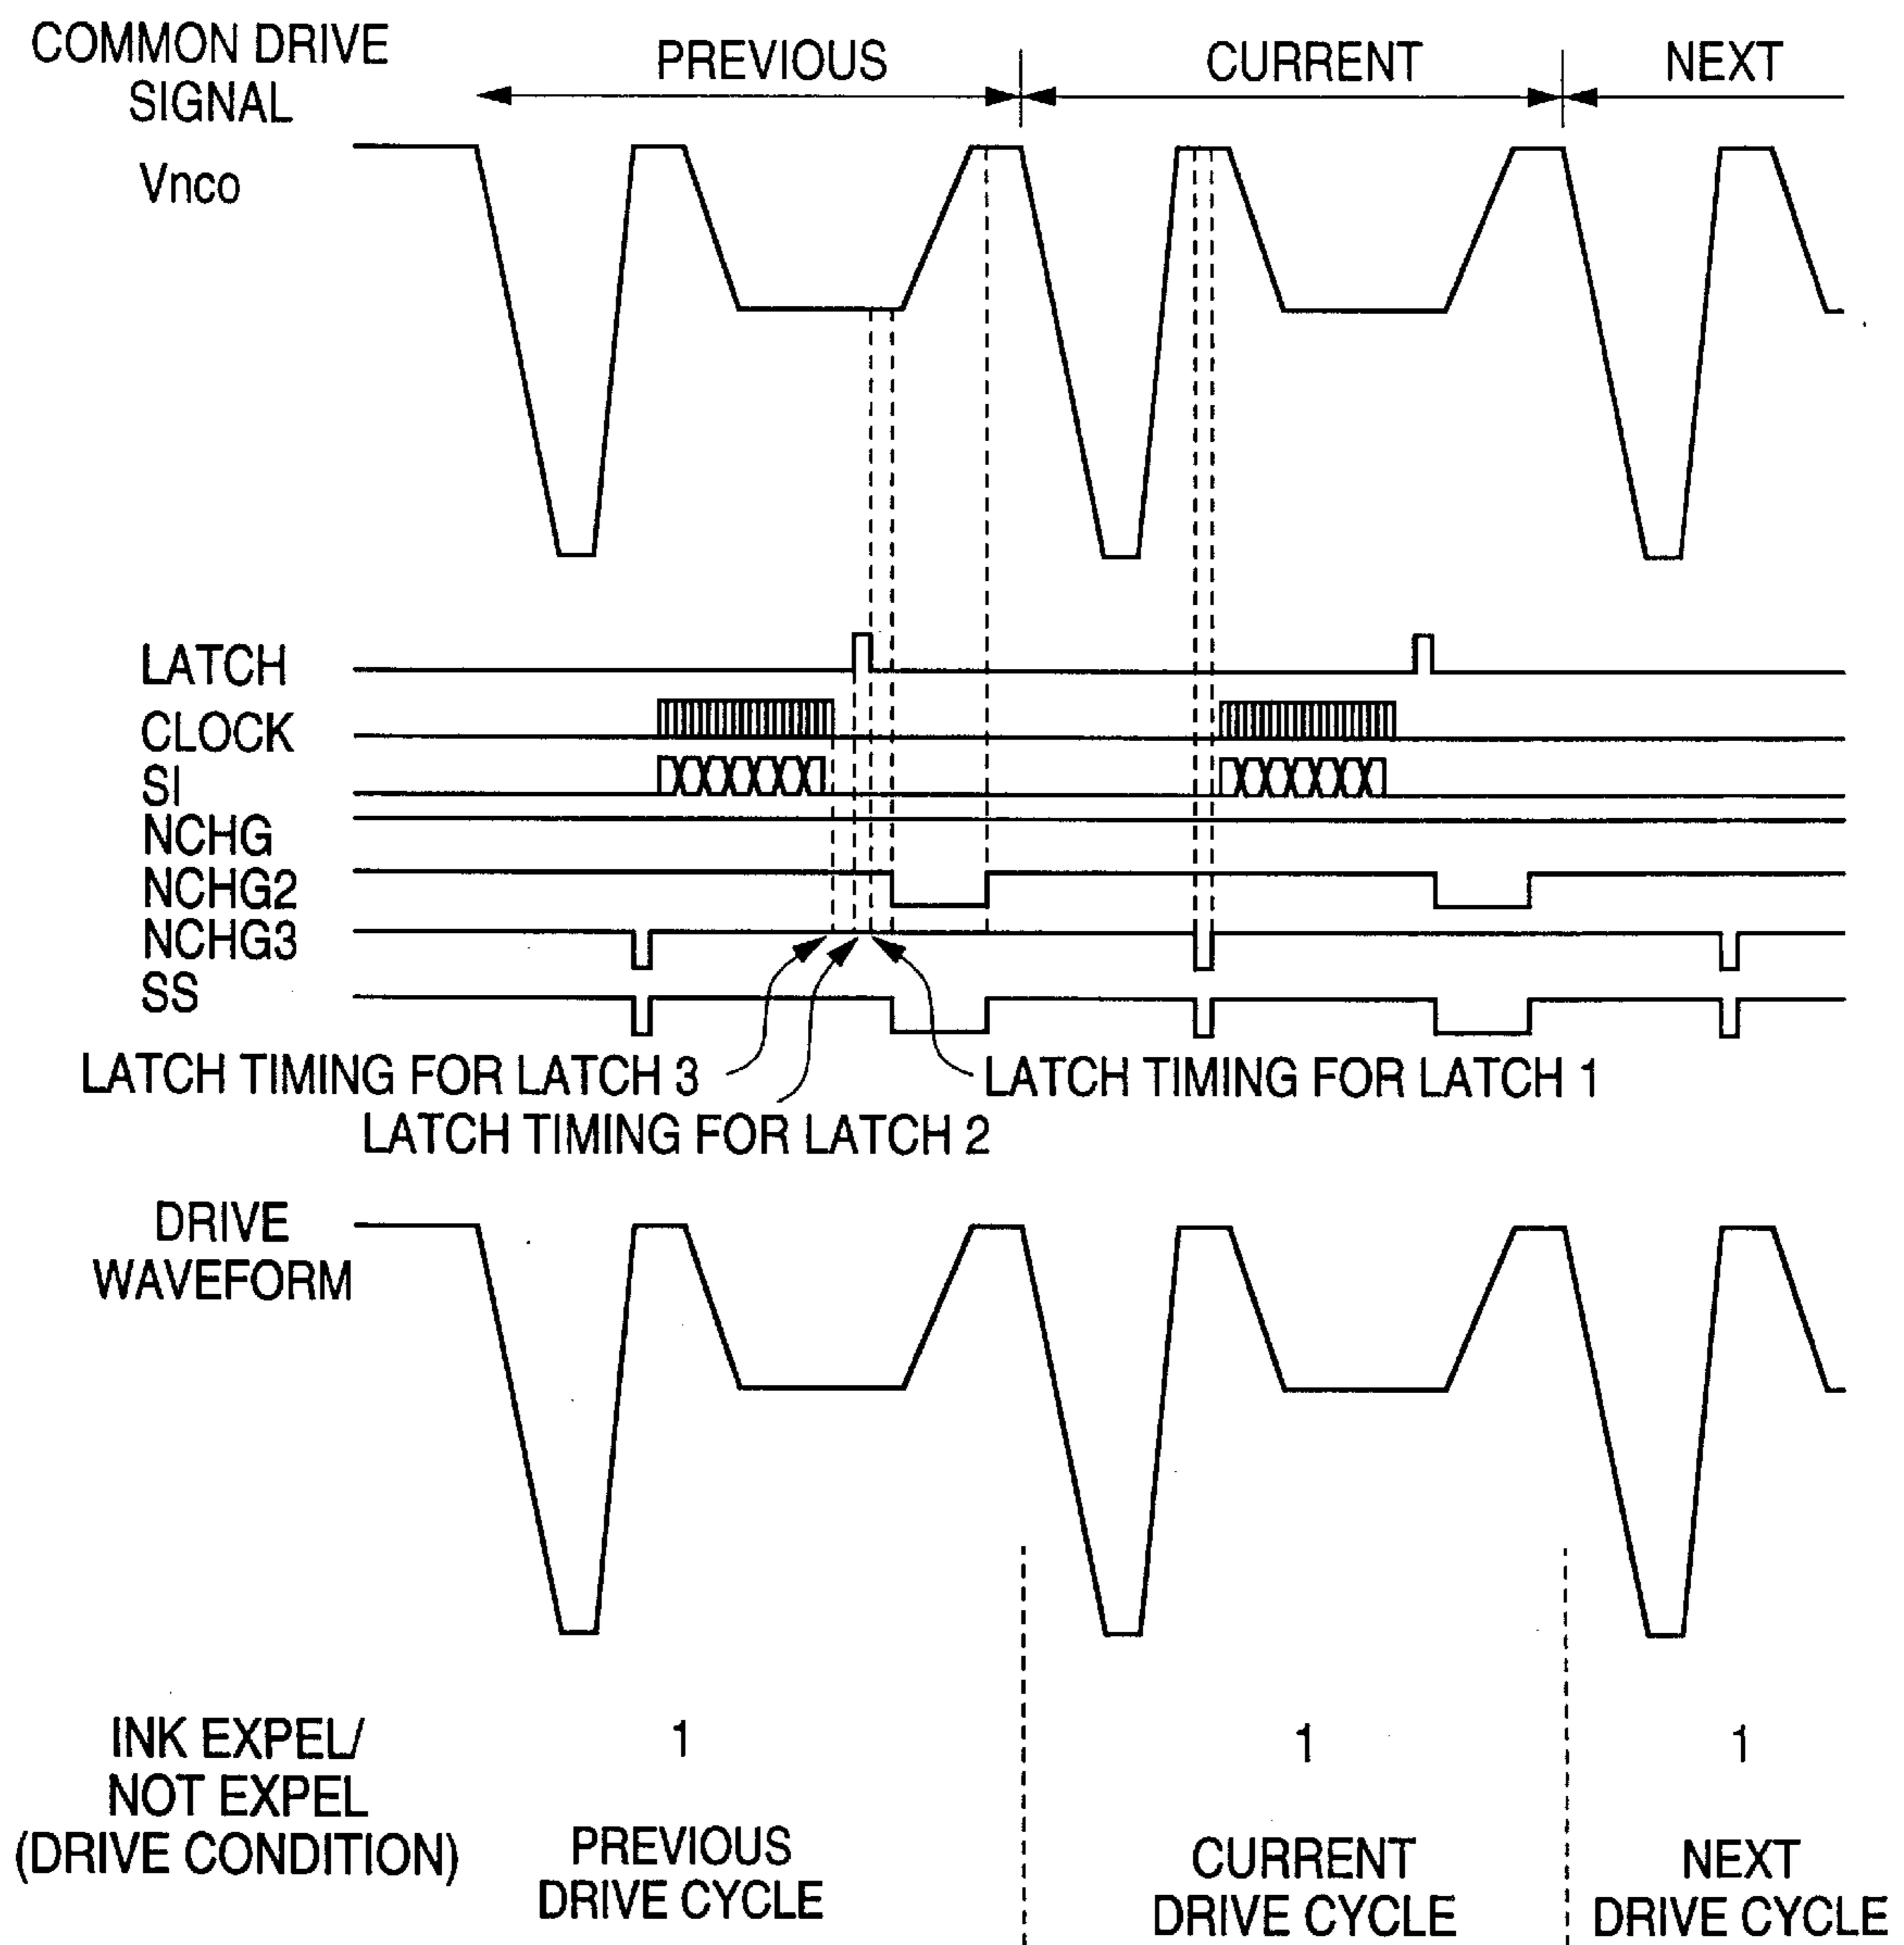 COMMON DRIVE
SIGNAL
Vnco
PREVIOUS
CURRENT
NEXT
LATCH
CLOCK
SI
NCHG
NCHG2
NCHG3
SS
LATCH TIMING FOR LATCH 3
LATCH TIMING FOR LATCH 1
LATCH TIMING FOR LATCH 2
DRIVE
WAVEFORM
INK EXPEL/
NOT EXPEL
(DRIVE CONDITION)
1
1
1
PREVIOUS
DRIVE CYCLE
CURRENT
DRIVE CYCLE
NEXT
DRIVE CYCLE